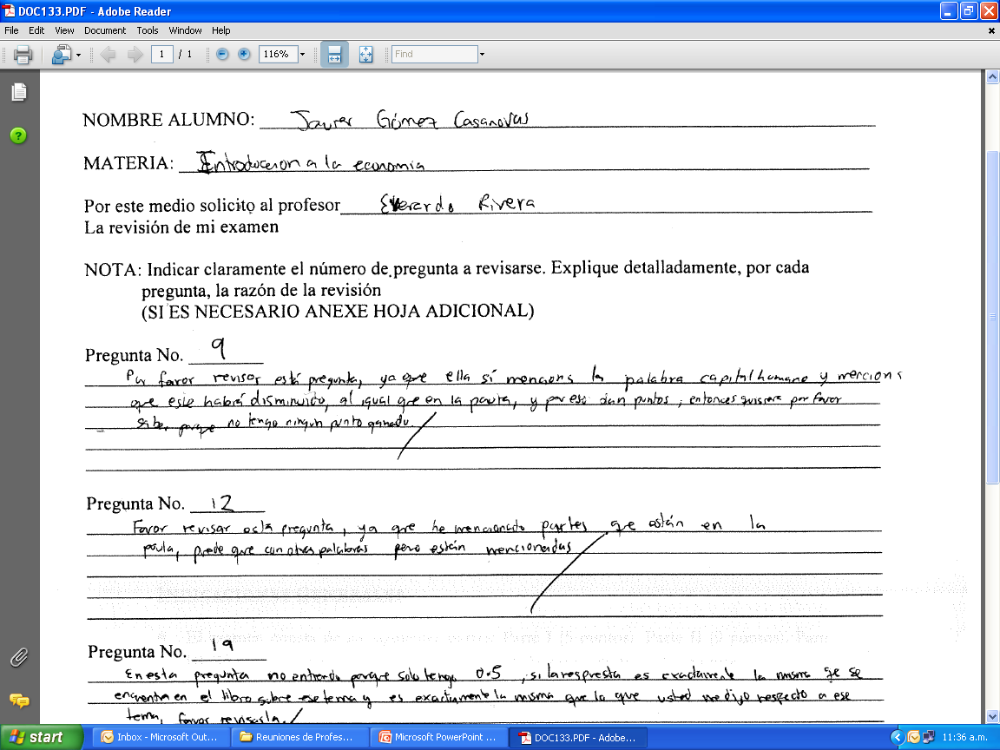 DOC133.PDF - Adobe Reader
File Edit View Document Tools Window Help
1 / 1 116% Find
NOMBRE ALUMNO: Javier Gómez Casanovas
MATERIA: Introduccion a la economia
Por este medio solicito al profesor Everardo Rivera
La revisión de mi examen
NOTA: Indicar claramente el número de pregunta a revisarse. Explique detalladamente, por cada
pregunta, la razón de la revisión
(SI ES NECESARIO ANEXE HOJA ADICIONAL)
Pregunta No. 9
Por favor revisar está pregunta, ya que ella sí menciona la palabra capital humano y menciona
que este habrá disminuido, al igual que en la pauta, y por eso dan puntos, entonces quisiera por favor
saber porque no tengo ningun punto ganado.
Pregunta No. 12
Favor revisar está pregunta, ya que he mencionado partes que están en la
pauta, puede que con otras palabras pero están mencionadas
Pregunta No. 19
En esta pregunta no entiendo porque solo tengo 0.5, si la respuesta es exactamente la misma que se
encuentra en el libro sobre ese tema y es exactamente la misma que la que usted me dijo respecto a ese
tema, favor revisarla.
start Inbox - Microsoft Out... Reuniones de Profes... Microsoft PowerPoint ... DOC133.PDF - Adobe... 11:36 a.m.